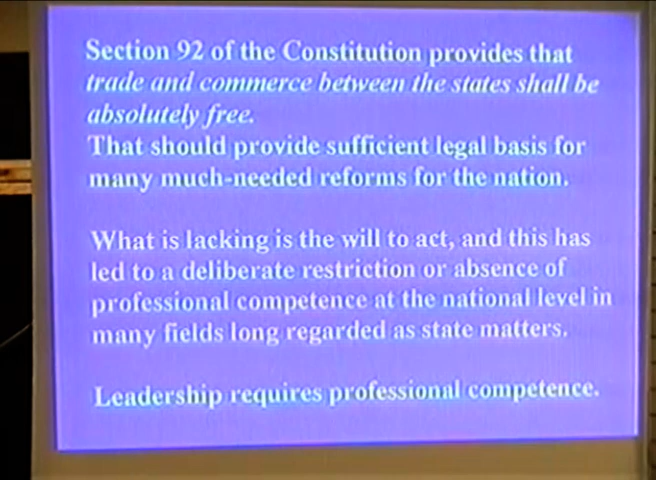 Section 92 of the Constitution provides that
trade and commerce between the states shall be
absolutely free.
That should provide sufficient legal basis for
many much-needed reforms for the nation.
What is lacking is the will to act, and this has
led to a deliberate restriction or absence of
professional competence at the national level in
many fields long regarded as state matters.
Leadership requires professional competence.